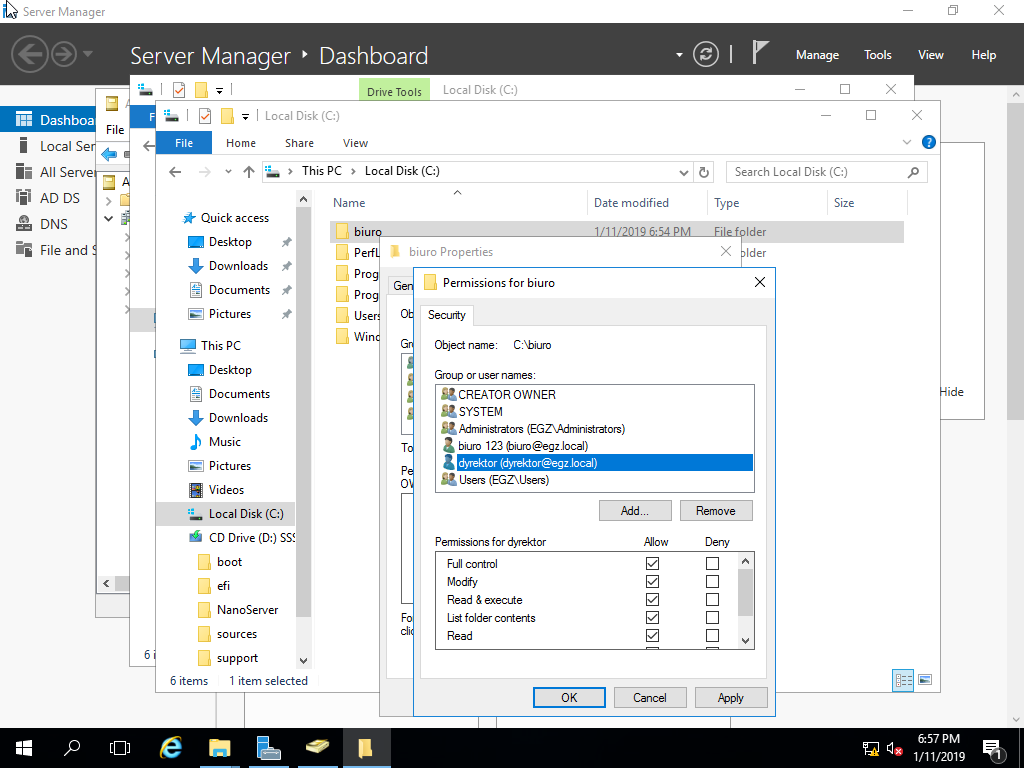 Server Manager
Server Manager
Dashboard
Manage
Tools
View
Help
Drive Tools
Local Disk (C:)
Local Disk (C:)
File
File
Home
Share
View
This PC
Local Disk (C:)
Search Local Disk (C:)
Name
Date modified
Type
Size
Local Ser
All Server
AD DS
DNS
File and S
Quick access
Desktop
Downloads
Documents
Pictures
This PC
Desktop
Documents
Downloads
Music
Pictures
Videos
Local Disk (C:)
CD Drive (D:) SSS
boot
efi
NanoServer
sources
support
6 items
1 item selected
biuro
1/11/2019 6:54 PM
File folder
PerfL
Prog
Prog
Users
Wind
biuro Properties
Permissions for biuro
Security
Object name:
C:\biuro
Group or user names:
CREATOR OWNER
SYSTEM
Administrators (EGZ\Administrators)
biuro 123 (biuro@egz.local)
dyrektor (dyrektor@egz.local)
Users (EGZ\Users)
Add...
Remove
Permissions for dyrektor
Allow
Deny
Full control
Modify
Read & execute
List folder contents
Read
OK
Cancel
Apply
Hide
6:57 PM
1/11/2019
1